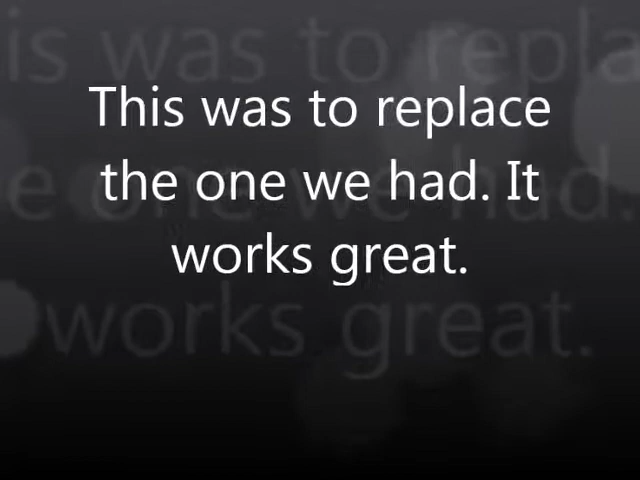 This was to replace
the one we had. It
works great.